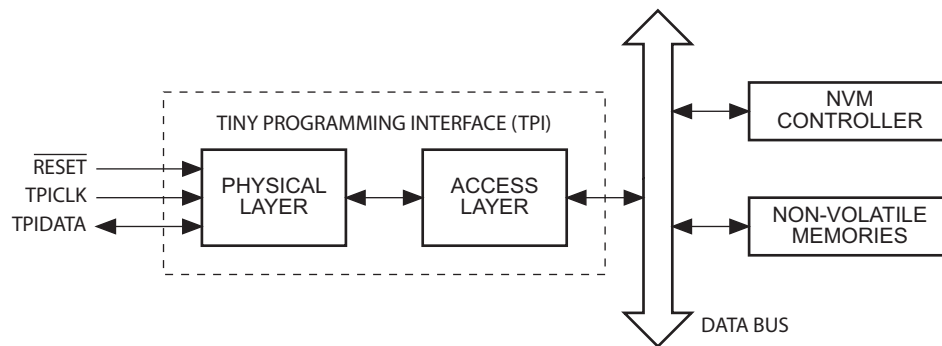 TINY PROGRAMMING INTERFACE (TPI)
RESET
TPICLK
TPIDATA
PHYSICAL
LAYER
ACCESS
LAYER
NVM
CONTROLLER
NON-VOLATILE
MEMORIES
DATA BUS